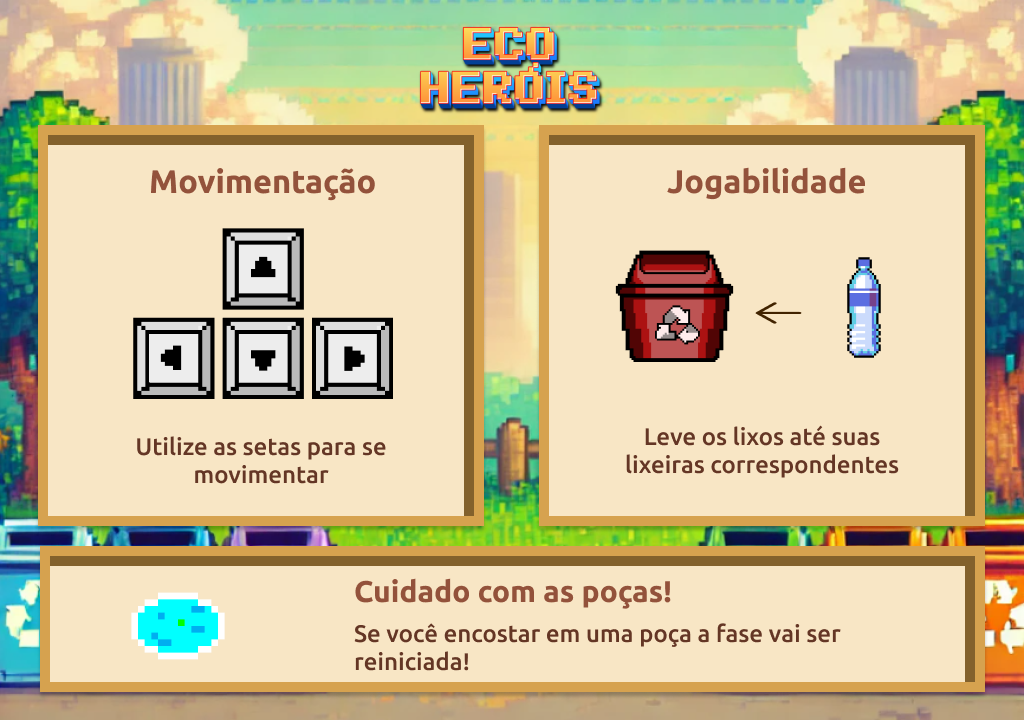 ECO
HERÓIS
Movimentação
Utilize as setas para se
movimentar
Jogabilidade
Leve os lixos até suas
lixeiras correspondentes
Cuidado com as poças!
Se você encostar em uma poça a fase vai ser
reiniciada!